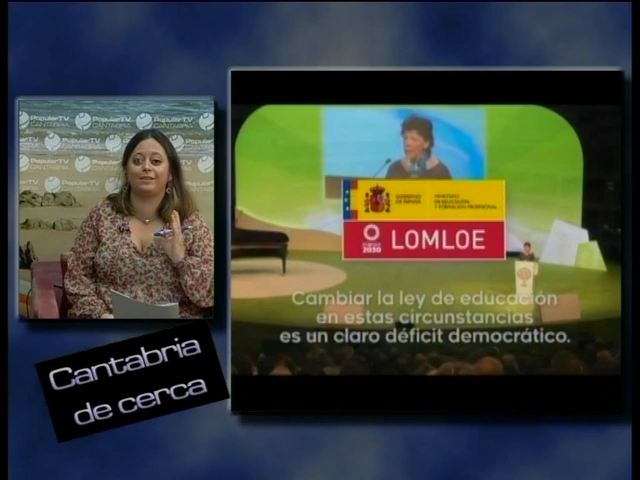 Popular TV
CANTABRIA
GOBIERNO
DE ESPAÑA
MINISTERIO
DE EDUCACIÓN
Y FORMACIÓN PROFESIONAL
2030
LOMLOE
Cambiar la ley de educación
en estas circunstancias
es un claro déficit democrático.
Cantabria
de cerca